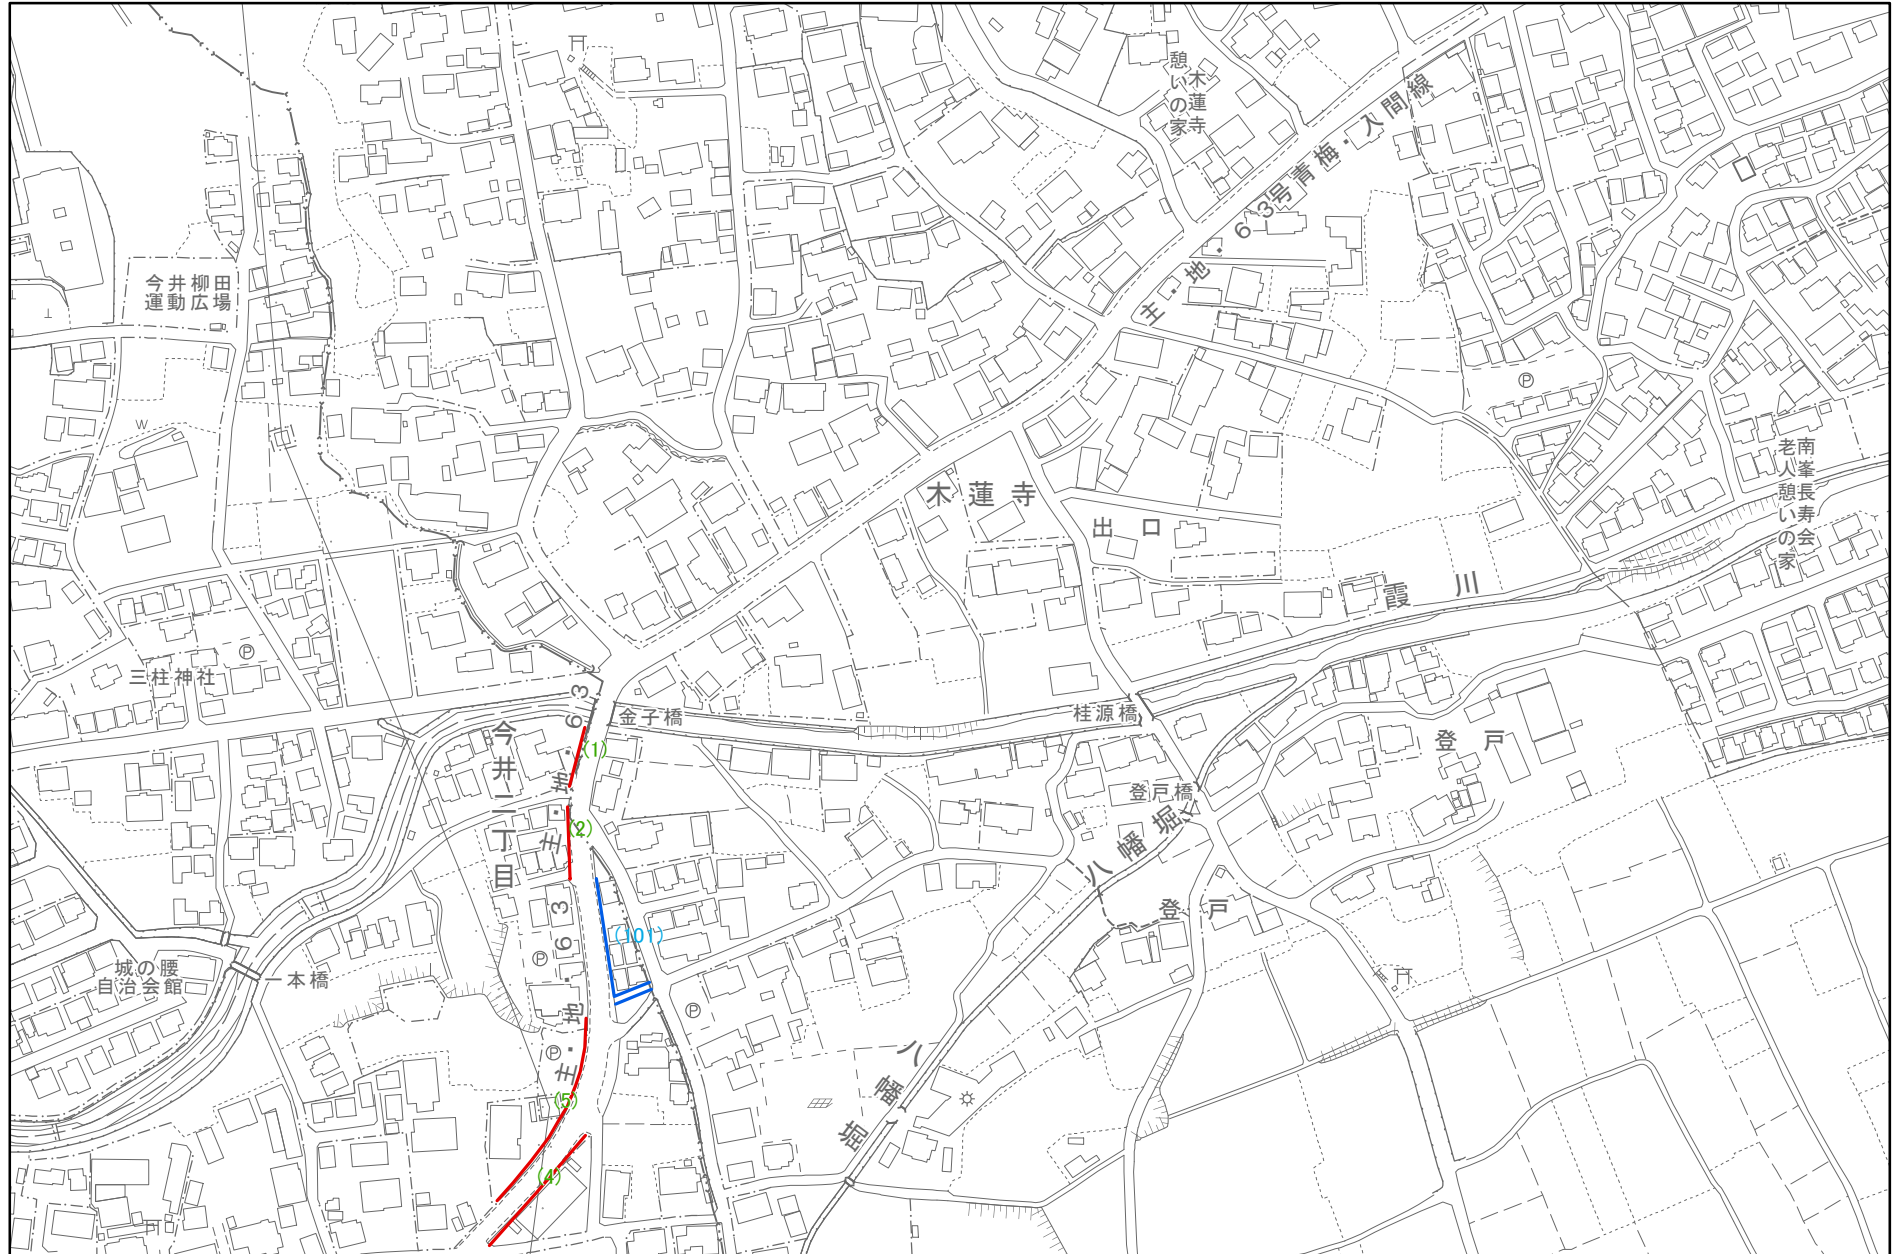 木蓮寺
憩いの家
主・地・63号青梅・入間線
今井柳田
運動広場
南峯長寿会
老人憩いの家
木蓮寺
出口
霞川
三柱神社
P
P
金子橋
桂源橋
今井二丁目
主・地・63
(1)
(2)
登戸
登戸橋
八幡堀
登戸
主・地・63
(101)
城の腰
自治会館
一本橋
P
P
P
八幡堀
(5)
(4)